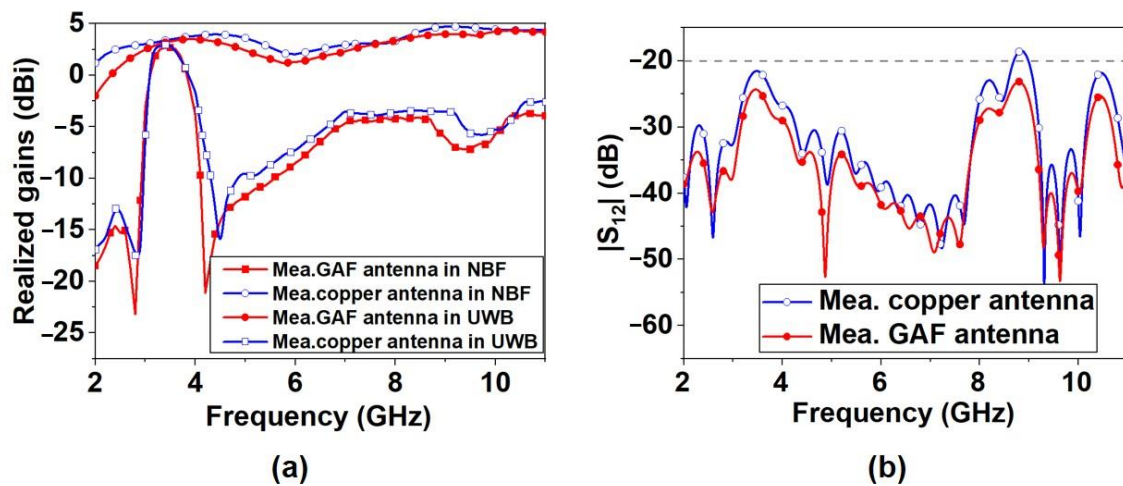 5
0
−5
−10
−15
−20
−25
Realized gains (dBi)
Mea.GAF antenna in NBF
Mea.copper antenna in NBF
Mea.GAF antenna in UWB
Mea.copper antenna in UWB
2 4 6 8 10
Frequency (GHz)
(a)
−20
−30
−40
−50
−60
|S12| (dB)
Mea. copper antenna
Mea. GAF antenna
2 4 6 8 10
Frequency (GHz)
(b)